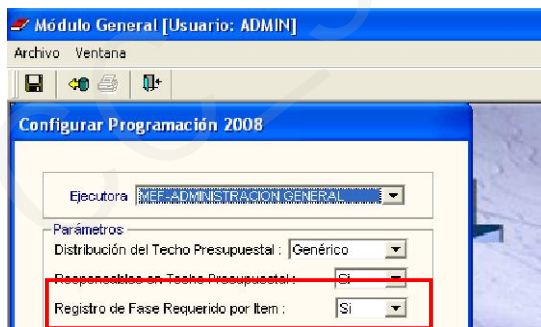 Módulo General [Usuario: ADMIN]
Archivo Ventana
Configurar Programación 2008
Ejecutora MEF-ADMINISTRACION GENERAL
Parámetros
Distribución del Techo Presupuestal : Genérico
Responsables en Techo Presupuestal : Si
Registro de Fase Requerido por Item : Si